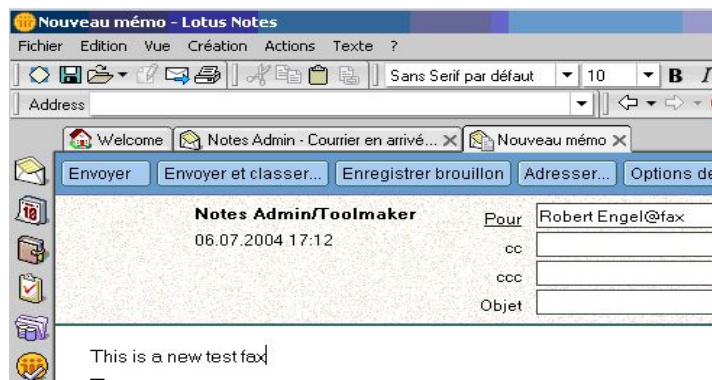 Nouveau mémo - Lotus Notes
Fichier Edition Vue Création Actions Texte ?
Sans Serif par défaut 10 B I
Address
Welcome Notes Admin - Courrier en arrivé... Nouveau mémo
Envoyer Envoyer et classer... Enregistrer brouillon Adresser... Options de
Notes Admin/Toolmaker Pour Robert Engel@fax
06.07.2004 17:12 cc
ccc
Objet
10
This is a new test fax